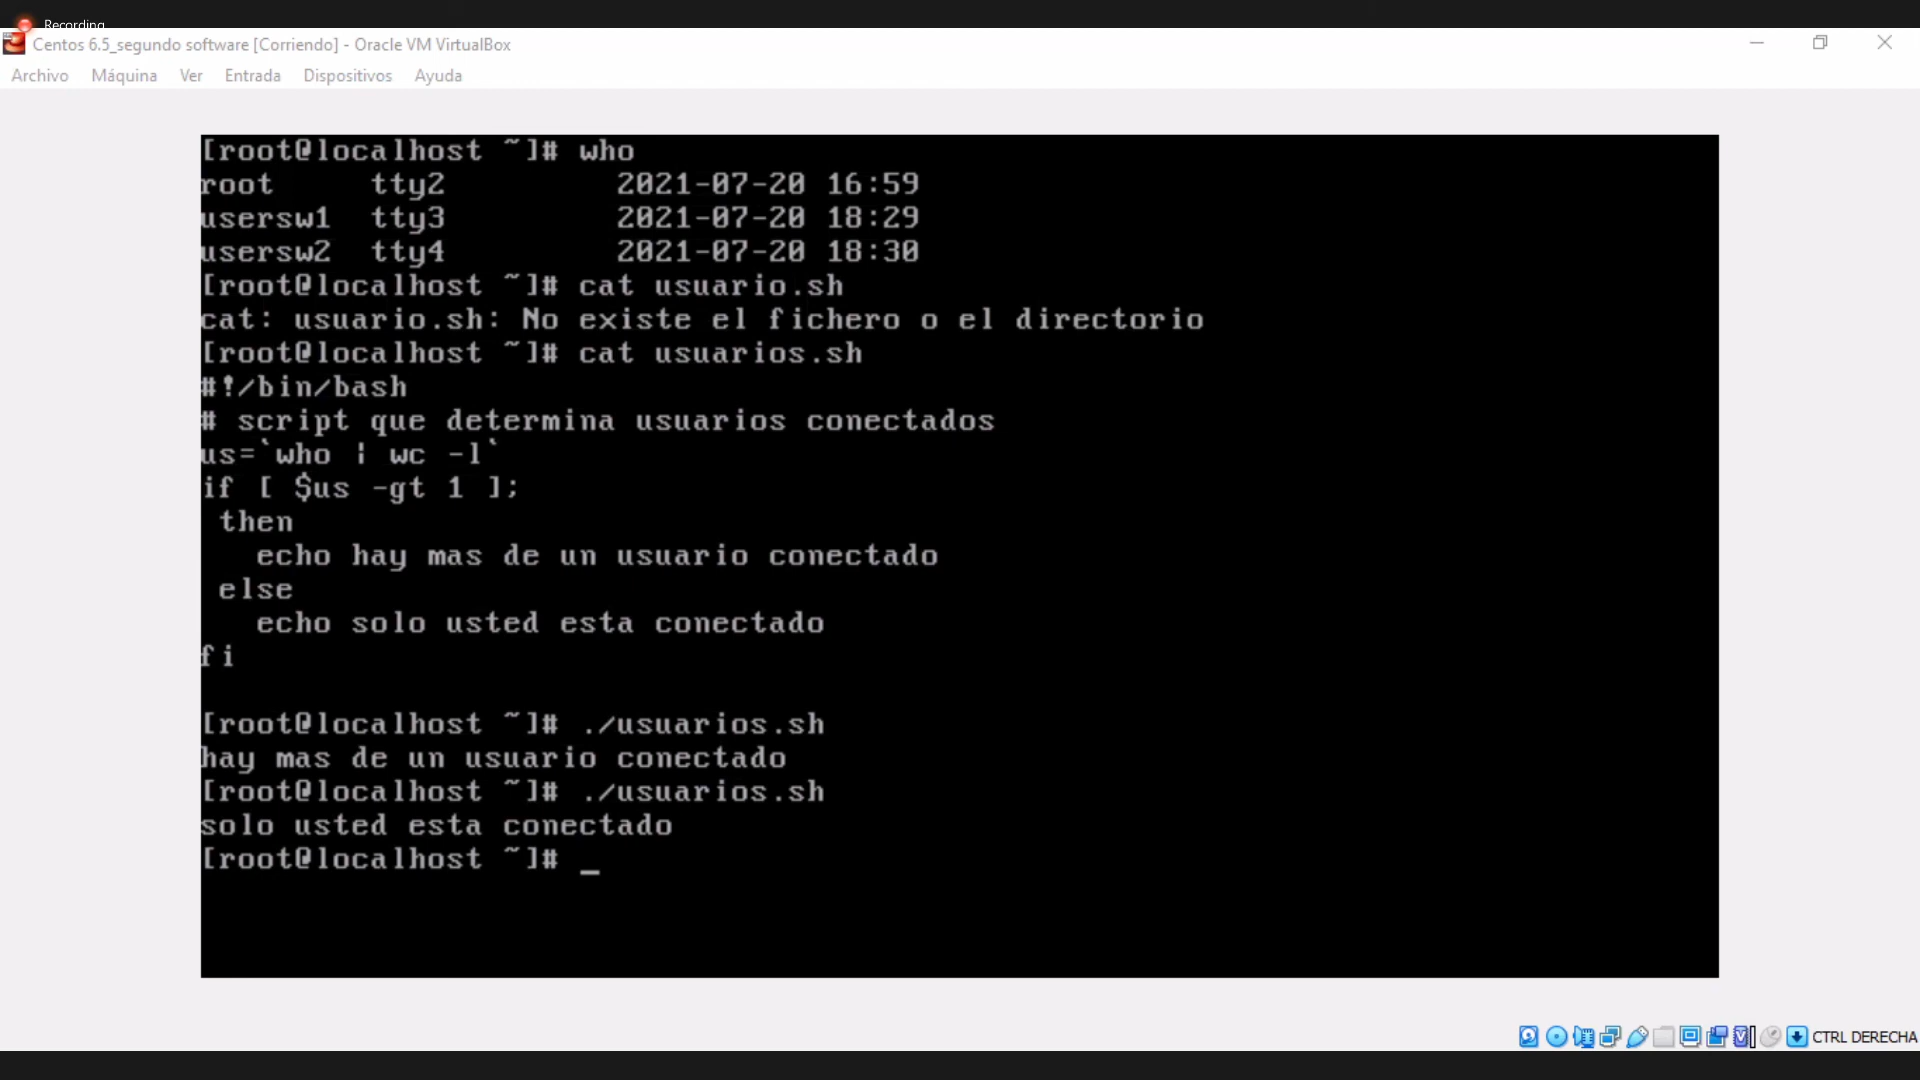 Recording
Centos 6.5_segundo software [Corriendo] - Oracle VM VirtualBox
Archivo Máquina Ver Entrada Dispositivos Ayuda
[root@localhost ~]# who
root tty2 2021-07-20 16:59
usersw1 tty3 2021-07-20 18:29
usersw2 tty4 2021-07-20 18:30
[root@localhost ~]# cat usuario.sh
cat: usuario.sh: No existe el fichero o el directorio
[root@localhost ~]# cat usuarios.sh
#!/bin/bash
# script que determina usuarios conectados
us=`who | wc -l`
if [ $us -gt 1 ];
then
echo hay mas de un usuario conectado
else
echo solo usted esta conectado
fi
[root@localhost ~]# ./usuarios.sh
hay mas de un usuario conectado
[root@localhost ~]# ./usuarios.sh
solo usted esta conectado
[root@localhost ~]# _
CTRL DERECHA